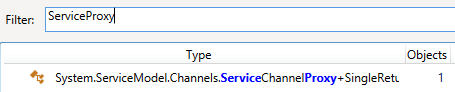 Filter: ServiceProxy
Type Objects
System.ServiceModel.Channels.ServiceChannelProxy+SingleRetu 1